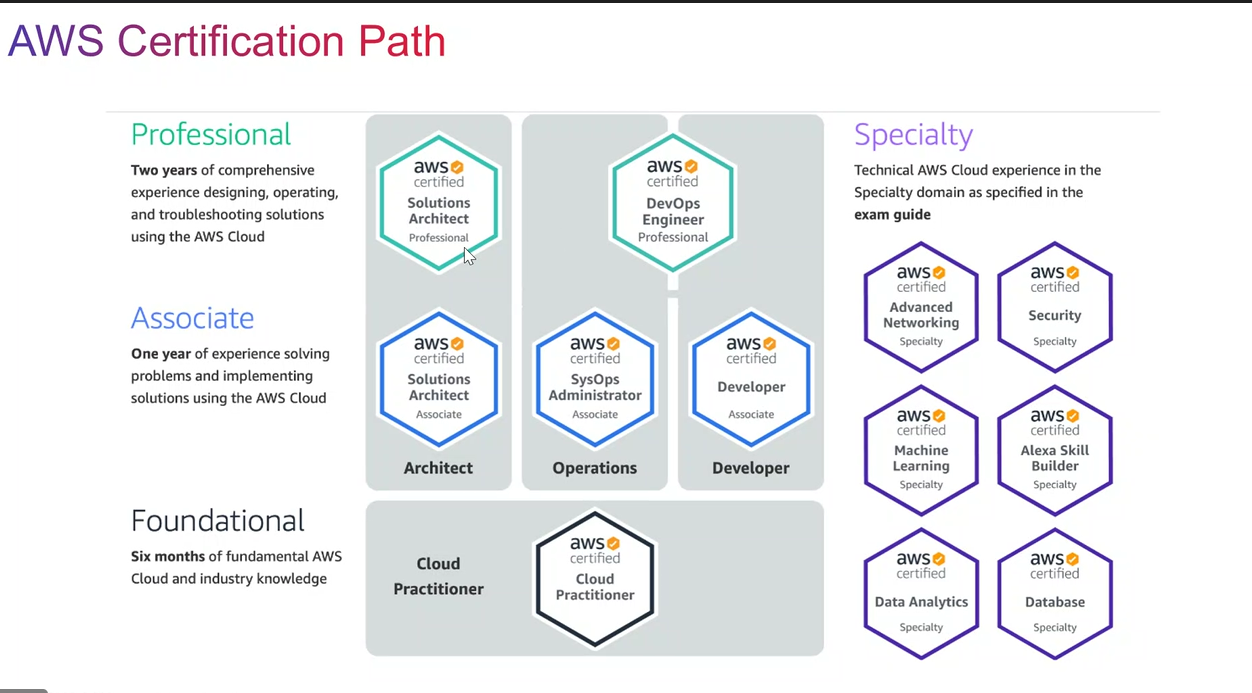 AWS Certification Path
Professional
Two years of comprehensive
experience designing, operating,
and troubleshooting solutions
using the AWS Cloud
aws
certified
Solutions
Architect
Professional
aws
certified
DevOps
Engineer
Professional
Associate
One year of experience solving
problems and implementing
solutions using the AWS Cloud
aws
certified
Solutions
Architect
Associate
aws
certified
SysOps
Administrator
Associate
aws
certified
Developer
Associate
Architect
Operations
Developer
Foundational
Six months of fundamental AWS
Cloud and industry knowledge
Cloud
Practitioner
aws
certified
Cloud
Practitioner
Specialty
Technical AWS Cloud experience in the
Specialty domain as specified in the
exam guide
aws
certified
Advanced
Networking
Specialty
aws
certified
Security
Specialty
aws
certified
Machine
Learning
Specialty
aws
certified
Alexa Skill
Builder
Specialty
aws
certified
Data Analytics
Specialty
aws
certified
Database
Specialty